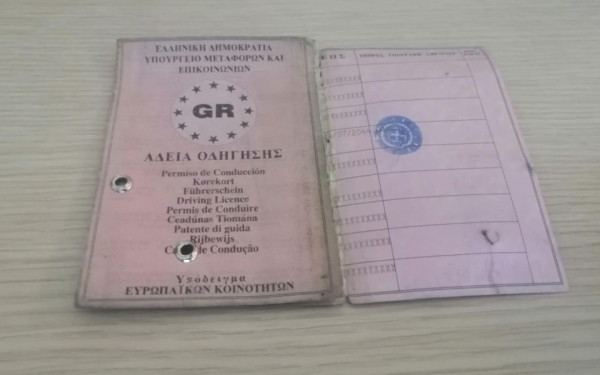 ΕΛΛΗΝΙΚΗ ΔΗΜΟΚΡΑΤΙΑ
ΥΠΟΥΡΓΕΙΟ ΜΕΤΑΦΟΡΩΝ ΚΑΙ
ΕΠΙΚΟΙΝΩΝΙΩΝ
GR
ΑΔΕΙΑ ΟΔΗΓΗΣΗΣ
Permiso de Conducción
Kørekort
Führerschein
Driving Licence
Permis de Conduire
Ceadúnas Tiomána
Patente di guida
Rijbewijs
de Condução
Υπόδειγμα
ΕΥΡΩΠΑΪΚΩΝ ΚΟΙΝΟΤΗΤΩΝ